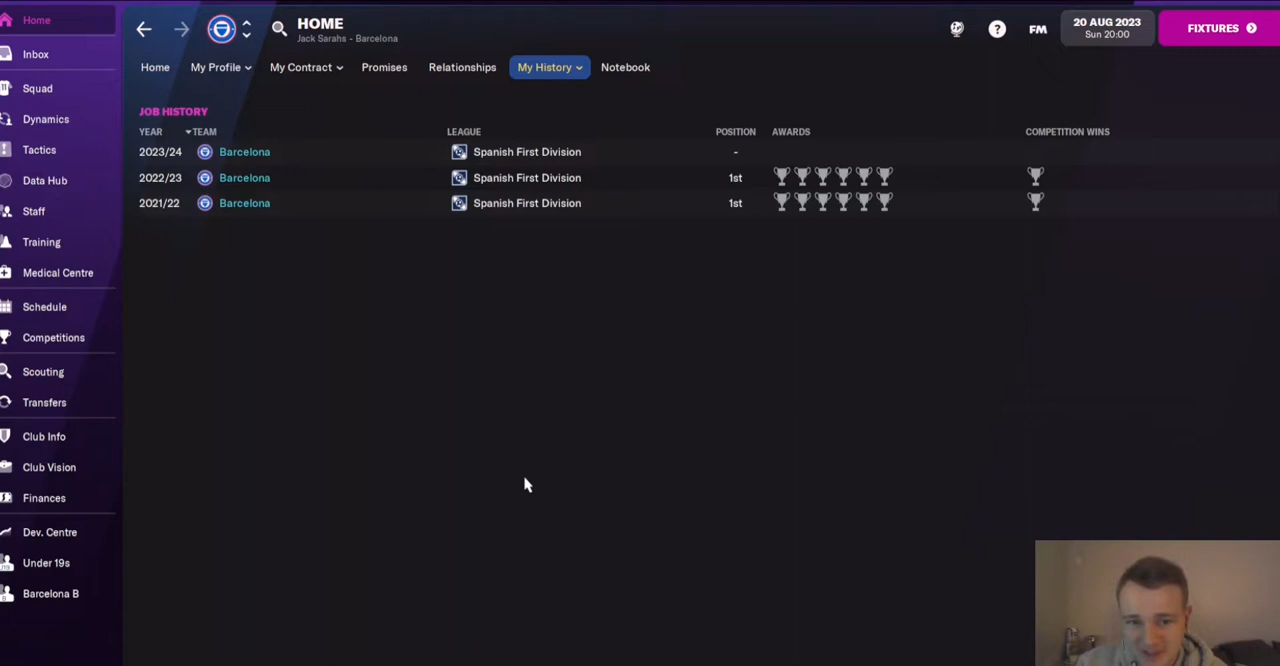 Home
Inbox
Squad
Dynamics
Tactics
Data Hub
Staff
Training
Medical Centre
Schedule
Competitions
Scouting
Transfers
Club Info
Club Vision
Finances
Dev. Centre
Under 19s
Barcelona B
HOME
Jack Sarahs - Barcelona
? FM
20 AUG 2023
Sun 20:00
FIXTURES
Home My Profile My Contract Promises Relationships My History Notebook
JOB HISTORY
YEAR TEAM LEAGUE POSITION AWARDS COMPETITION WINS
2023/24 Barcelona Spanish First Division -
2022/23 Barcelona Spanish First Division 1st
2021/22 Barcelona Spanish First Division 1st